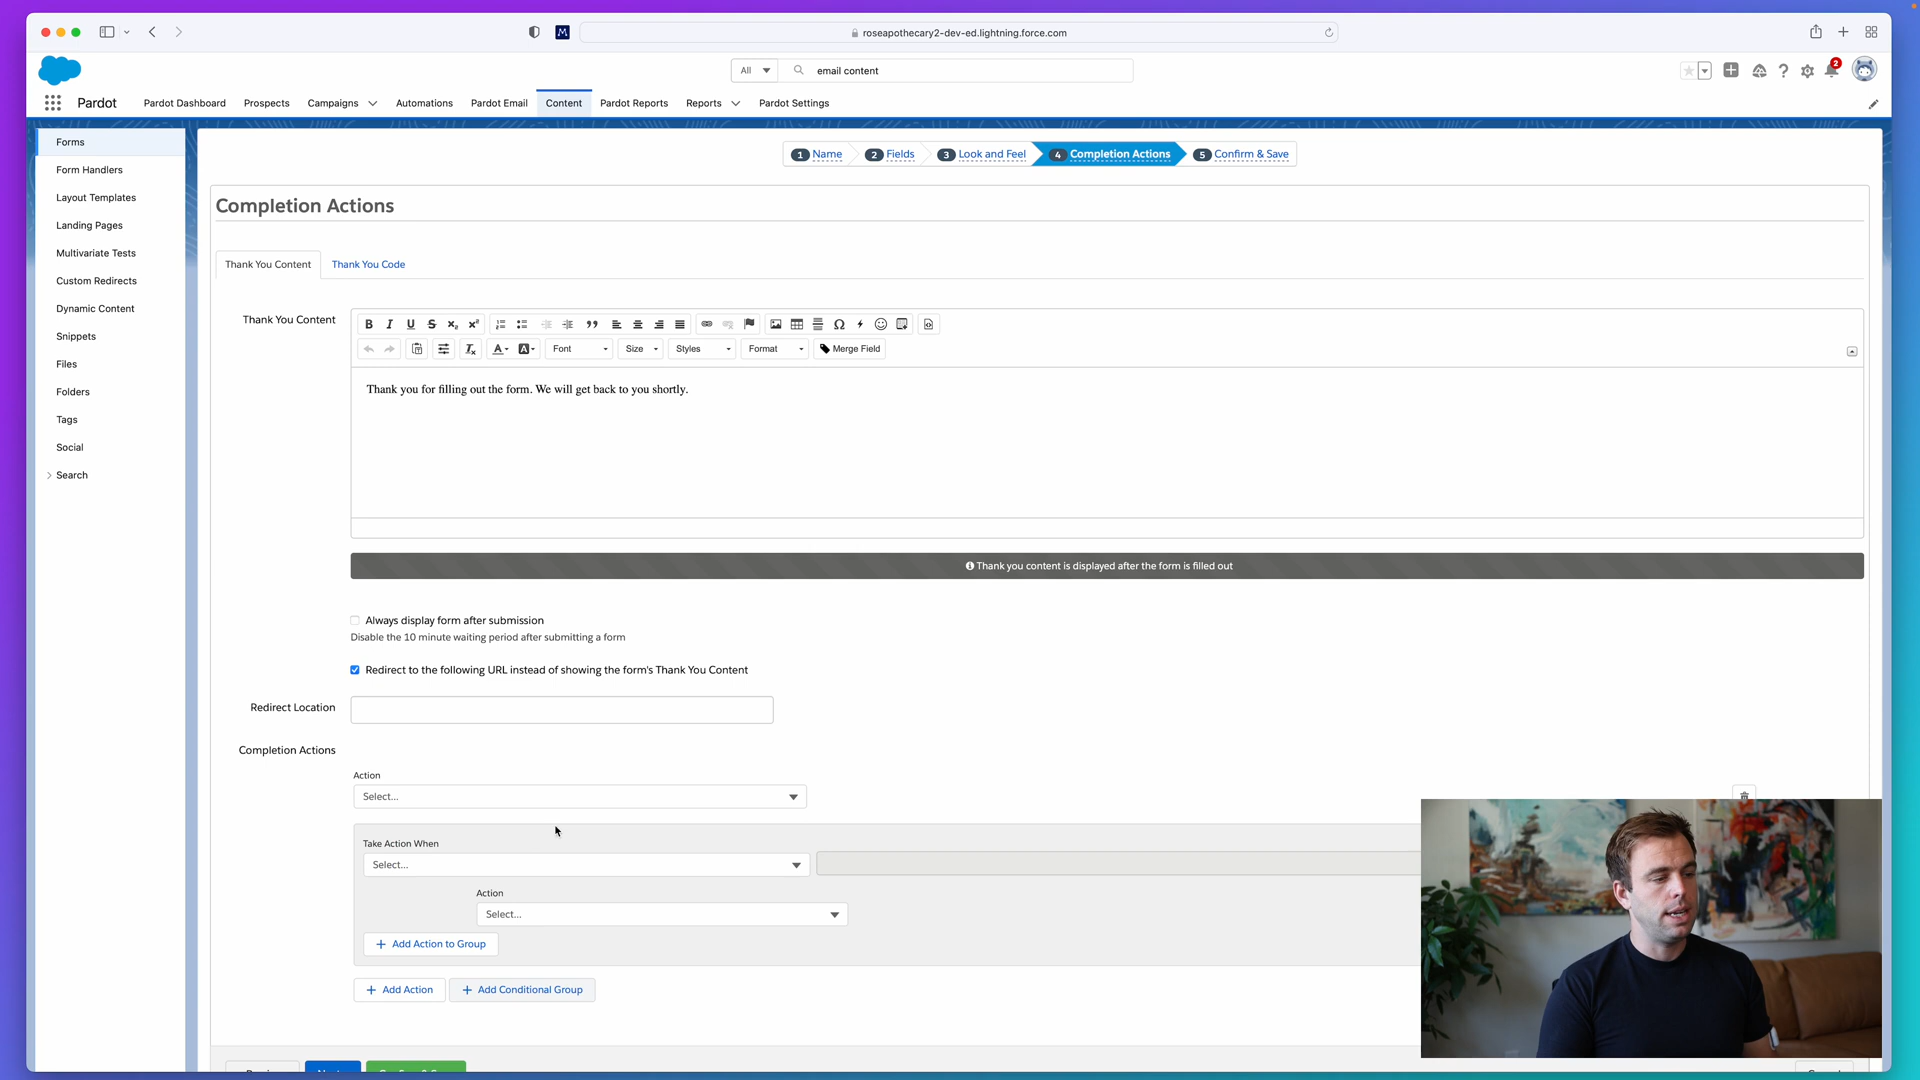 roseapothecary2-dev-ed.lightning.force.com
All
email content
2
Pardot
Pardot Dashboard
Prospects
Campaigns
Automations
Pardot Email
Content
Pardot Reports
Reports
Pardot Settings
Forms
Form Handlers
Layout Templates
Landing Pages
Multivariate Tests
Custom Redirects
Dynamic Content
Snippets
Files
Folders
Tags
Social
Search
1 Name
2 Fields
3 Look and Feel
4 Completion Actions
5 Confirm & Save
Completion Actions
Thank You Content
Thank You Code
Thank You Content
Font
Size
Styles
Format
Merge Field
Thank you for filling out the form. We will get back to you shortly.
Thank you content is displayed after the form is filled out
Always display form after submission
Disable the 10 minute waiting period after submitting a form
Redirect to the following URL instead of showing the form's Thank You Content
Redirect Location
Completion Actions
Action
Select...
Take Action When
Select...
Action
Select...
+ Add Action to Group
+ Add Action
+ Add Conditional Group